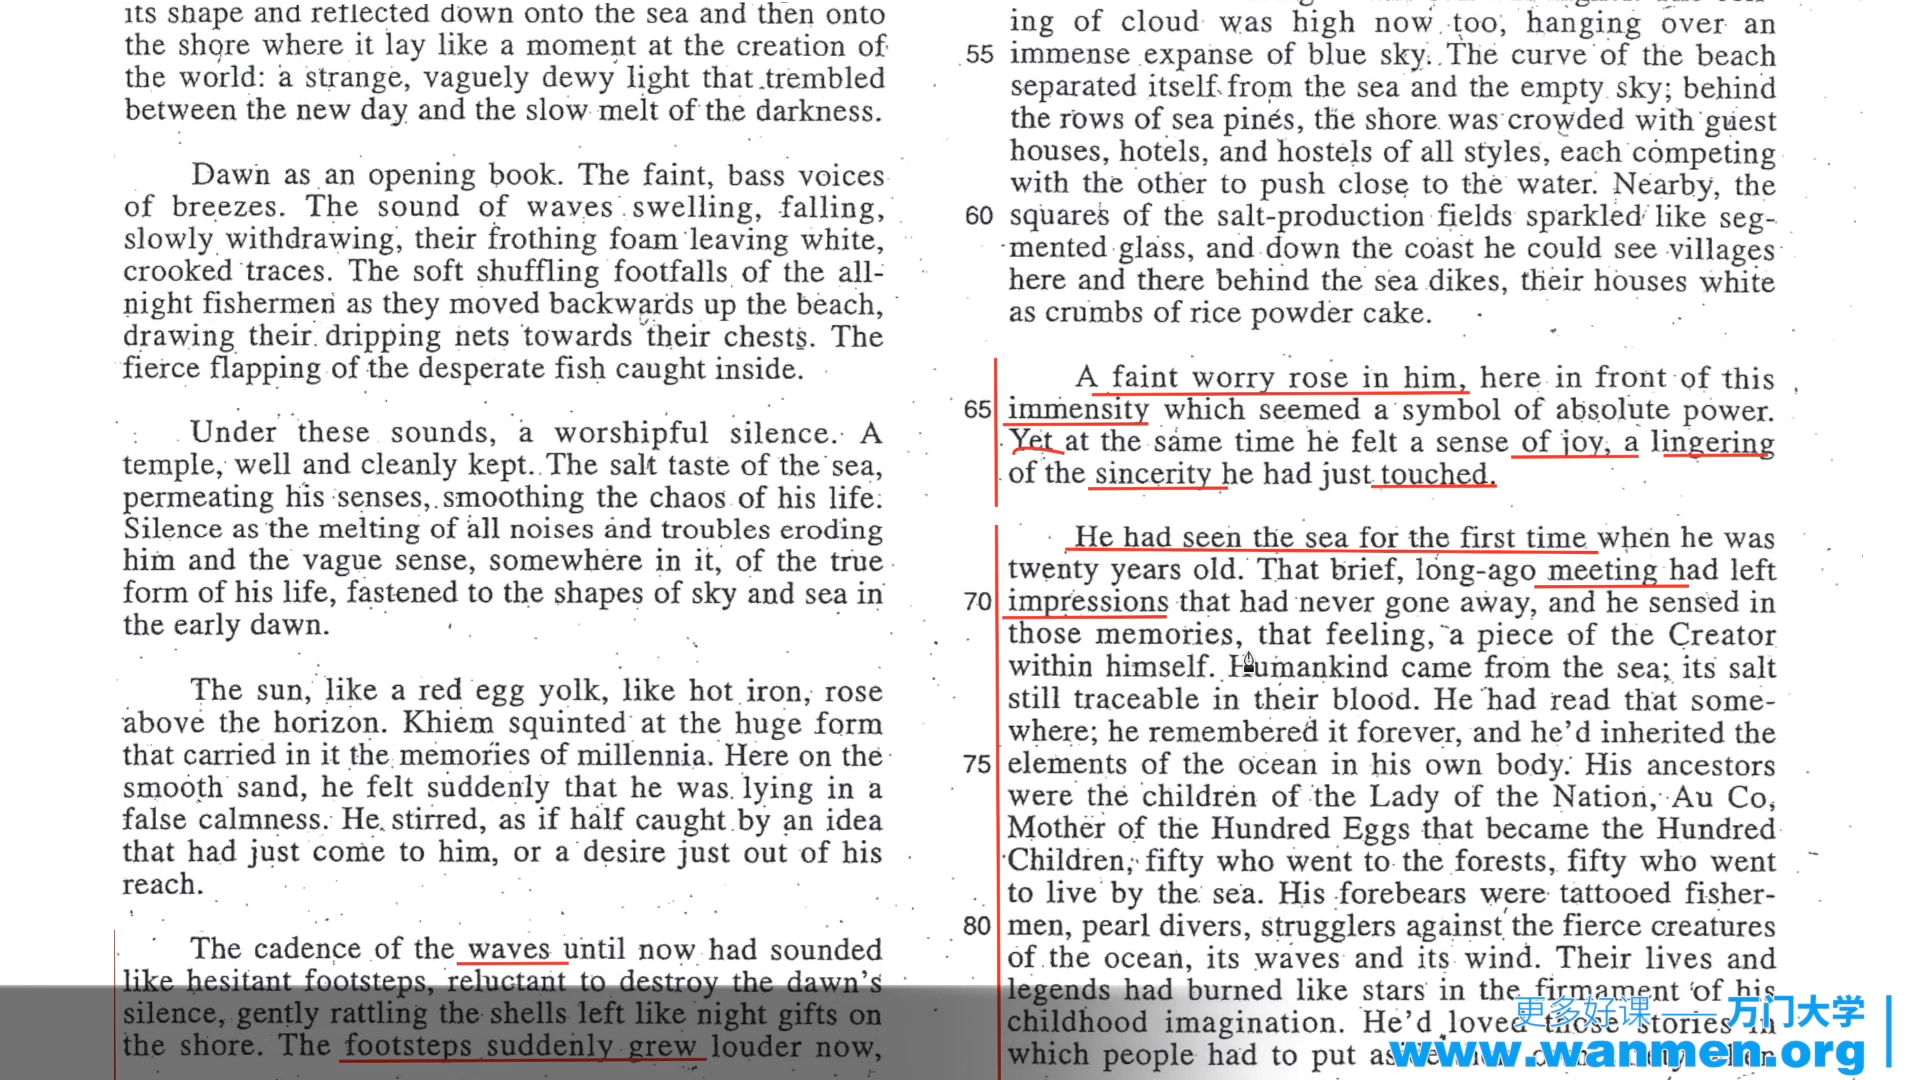 its shape and reflected down onto the sea and then onto
the shore where it lay like a moment at the creation of
the world: a strange, vaguely dewy light that trembled
between the new day and the slow melt of the darkness.
Dawn as an opening book. The faint, bass voices
of breezes. The sound of waves swelling, falling,
slowly withdrawing, their frothing foam leaving white,
crooked traces. The soft shuffling footfalls of the all-
night fishermen as they moved backwards up the beach,
drawing their dripping nets towards their chests. The
fierce flapping of the desperate fish caught inside.
Under these sounds, a worshipful silence. A
temple, well and cleanly kept. The salt taste of the sea,
permeating his senses, smoothing the chaos of his life.
Silence as the melting of all noises and troubles eroding
him and the vague sense, somewhere in it, of the true
form of his life, fastened to the shapes of sky and sea in
the early dawn.
The sun, like a red egg yolk, like hot iron, rose
above the horizon. Khiem squinted at the huge form
that carried in it the memories of millennia. Here on the
smooth sand, he felt suddenly that he was lying in a
false calmness. He stirred, as if half caught by an idea
that had just come to him, or a desire just out of his
reach.
The cadence of the waves until now had sounded
like hesitant footsteps, reluctant to destroy the dawn's
silence, gently rattling the shells left like night gifts on
the shore. The footsteps suddenly grew louder now,
ing of cloud was high now too, hanging over an
55 immense expanse of blue sky. The curve of the beach
separated itself from the sea and the empty sky; behind
the rows of sea pines, the shore was crowded with guest
houses, hotels, and hostels of all styles, each competing
with the other to push close to the water. Nearby, the
60 squares of the salt-production fields sparkled like seg-
mented glass, and down the coast he could see villages
here and there behind the sea dikes, their houses white
as crumbs of rice powder cake.
A faint worry rose in him, here in front of this
65 immensity which seemed a symbol of absolute power.
Yet at the same time he felt a sense of joy, a lingering
of the sincerity he had just touched.
He had seen the sea for the first time when he was
twenty years old. That brief, long-ago meeting had left
70 impressions that had never gone away, and he sensed in
those memories, that feeling, a piece of the Creator
within himself. Humankind came from the sea; its salt
still traceable in their blood. He had read that some-
where; he remembered it forever, and he'd inherited the
75 elements of the ocean in his own body. His ancestors
were the children of the Lady of the Nation, Au Co,
Mother of the Hundred Eggs that became the Hundred
Children, fifty who went to the forests, fifty who went
to live by the sea. His forebears were tattooed fisher-
80 men, pearl divers, strugglers against the fierce creatures
of the ocean, its waves and its wind. Their lives and
legends had burned like stars in the firmament of his
childhood imagination. He'd loved those stories in
which people had to put
更多好课 —— 万门大学
www.wanmen.org